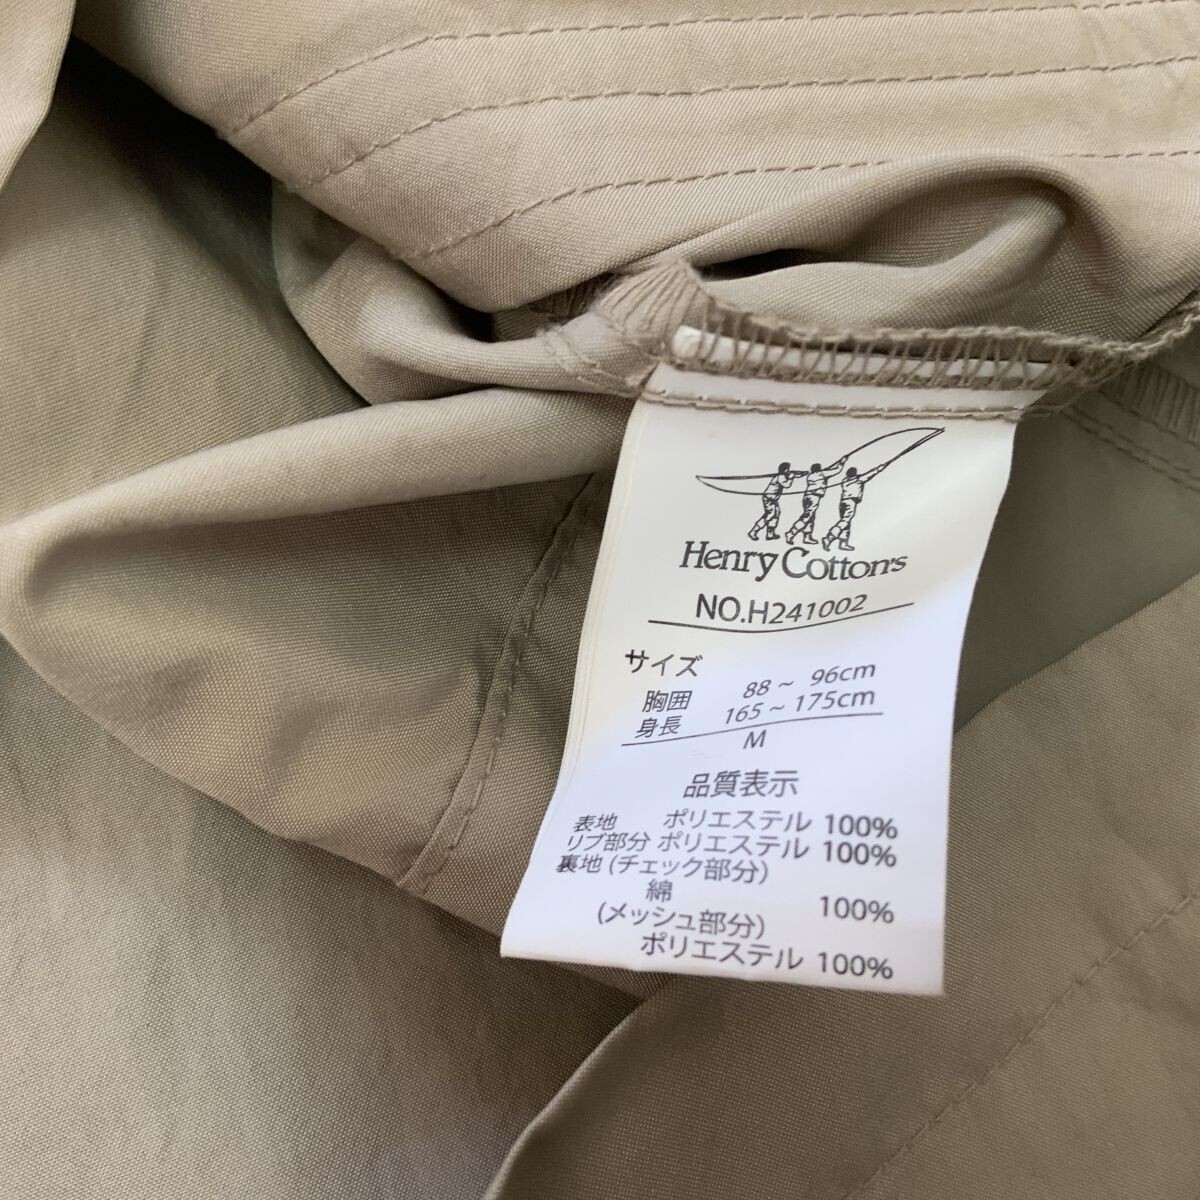 Henry Cotton's
NO.H241002
サイズ
胸囲 88 ~ 96cm
身長 165 ~ 175cm
M
品質表示
表地 ポリエステル 100%
リブ部分 ポリエステル 100%
裏地 (チェック部分)
綿 100%
(メッシュ部分)
ポリエステル 100%